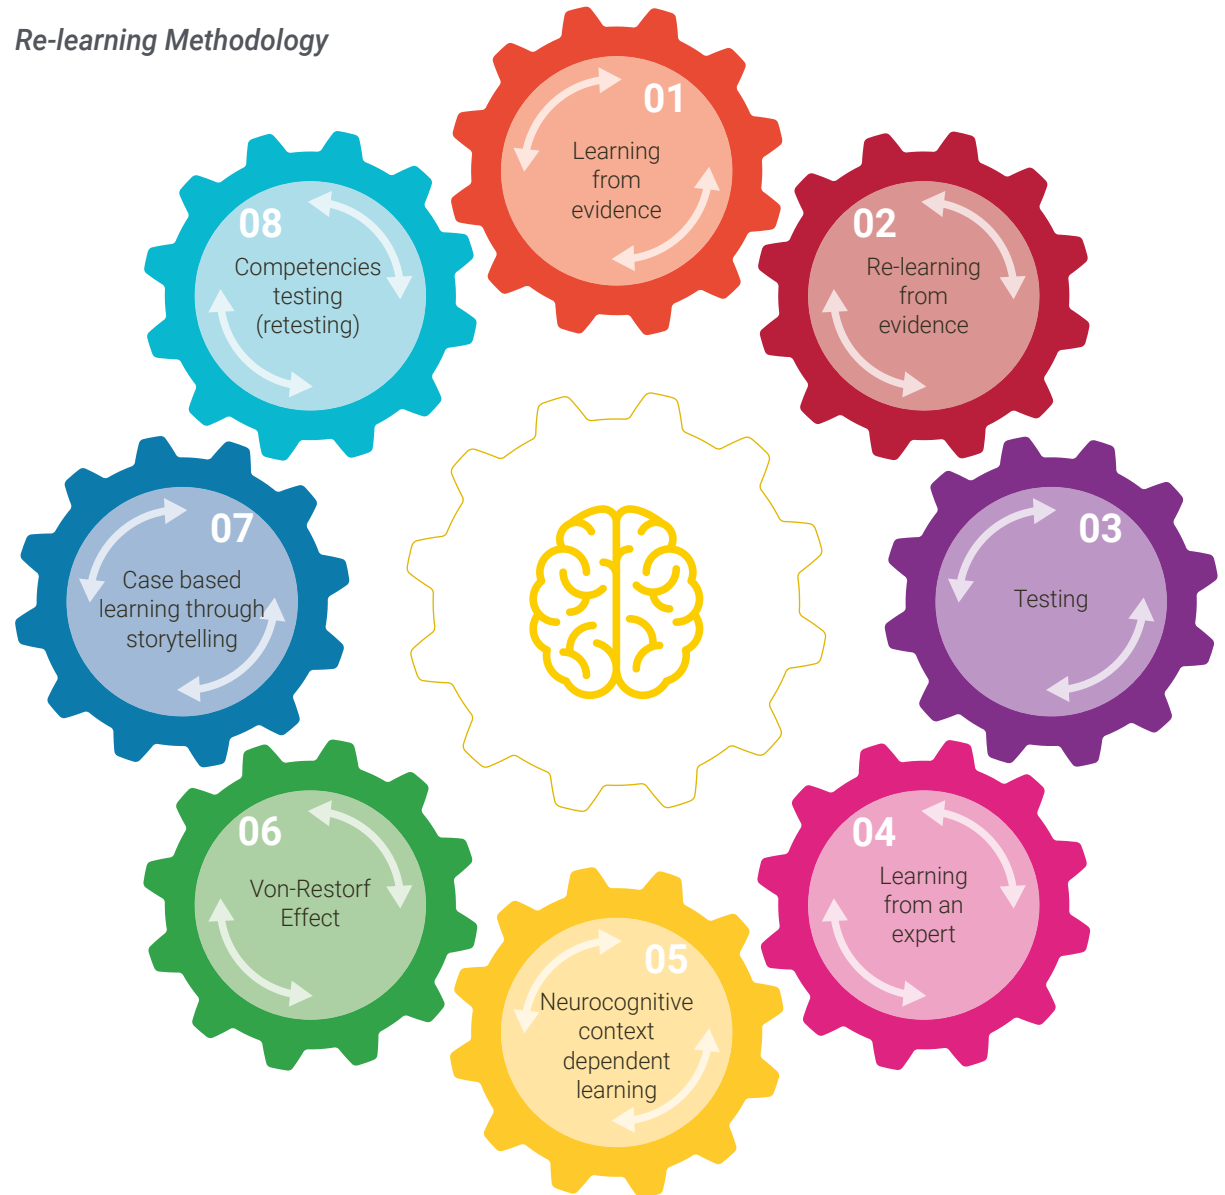 Re-learning Methodology
01
Learning
from
evidence
02
Re-learning
from
evidence
03
Testing
04
Learning
from an
expert
05
Neurocognitive
context
dependent
learning
06
Von-Restorf
Effect
07
Case based
learning through
storytelling
08
Competencies
testing
(retesting)